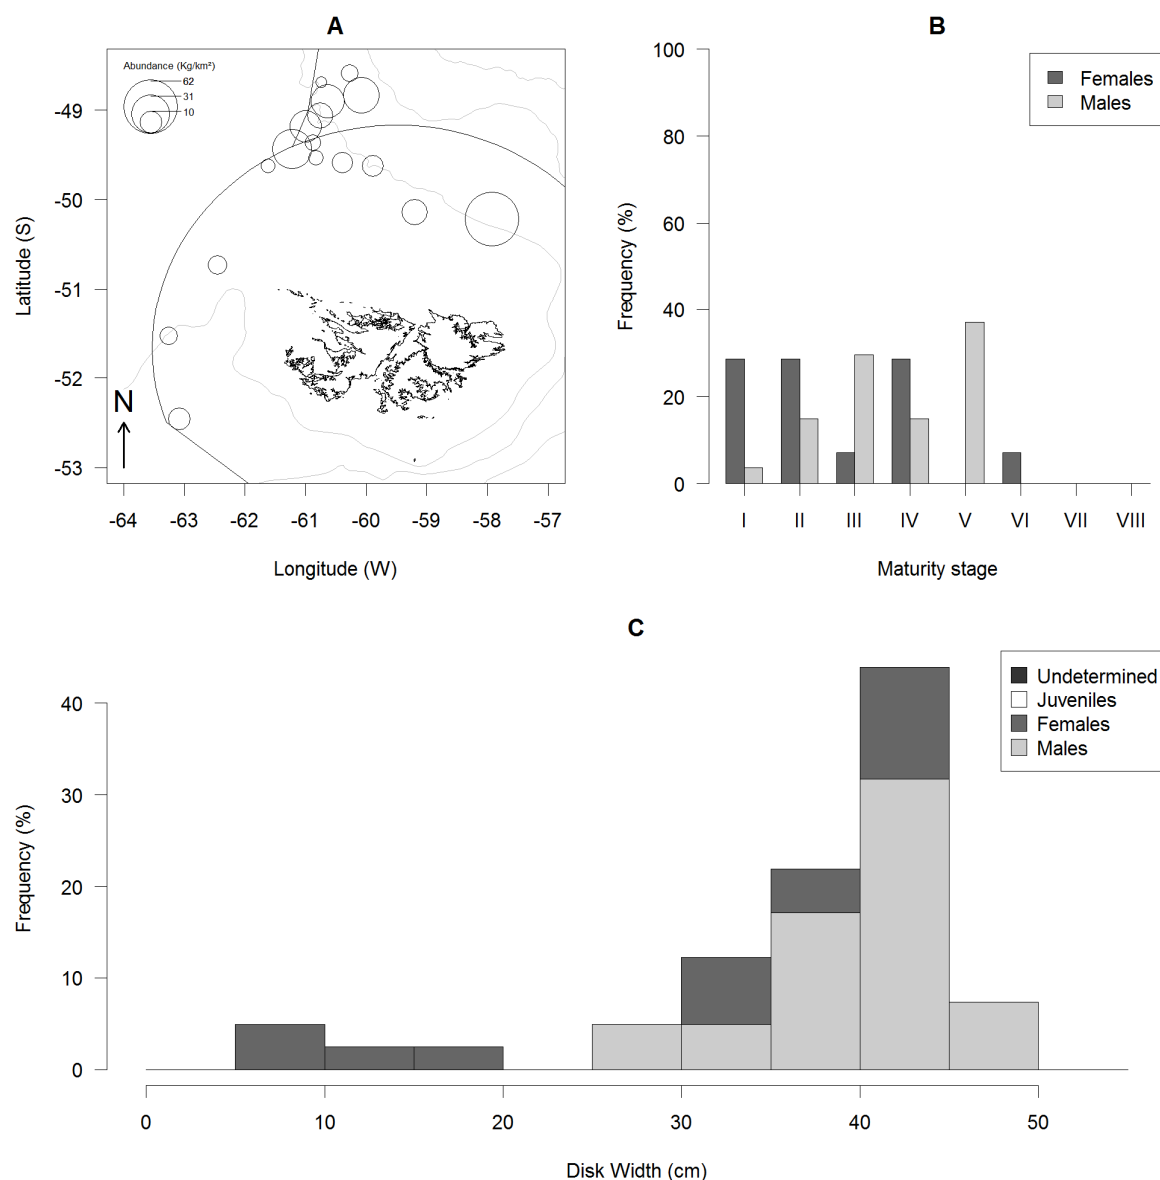 A
Abundance (Kg/km²)
62
31
10
-49
-50
-51
-52
-53
Latitude (S)
N
-64 -63 -62 -61 -60 -59 -58 -57
Longitude (W)
B
Females
Males
100
80
60
40
20
0
Frequency (%)
I II III IV V VI VII VIII
Maturity stage
C
Undetermined
Juveniles
Females
Males
40
30
20
10
0
Frequency (%)
0 10 20 30 40 50
Disk Width (cm)